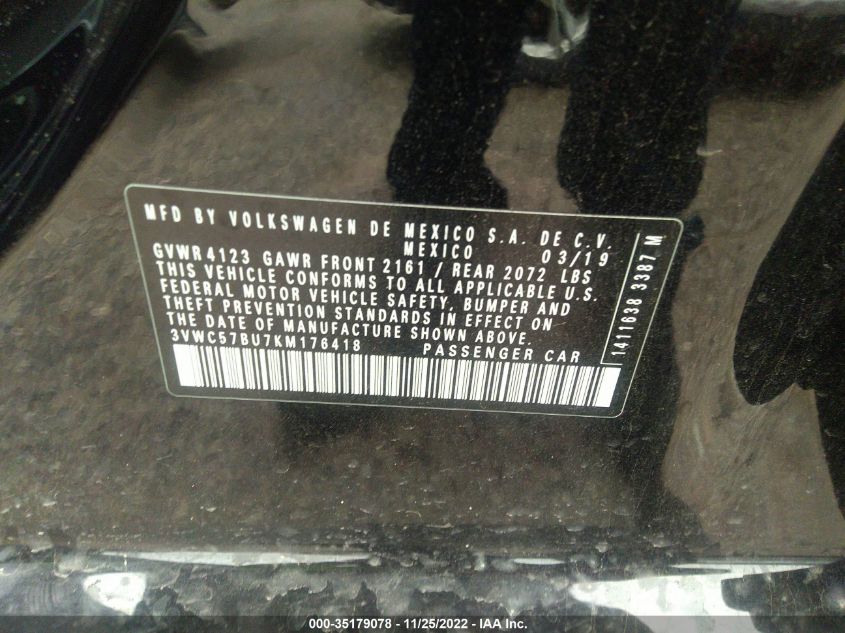 MFD BY VOLKSWAGEN DE MEXICO S.A. DE C.V.
MEXICO 03/19
GVWR 4123 GAWR FRONT 2161 / REAR 2072 LBS
THIS VEHICLE CONFORMS TO ALL APPLICABLE U.S.
FEDERAL MOTOR VEHICLE SAFETY, BUMPER AND
THEFT PREVENTION STANDARDS IN EFFECT ON
THE DATE OF MANUFACTURE SHOWN ABOVE.
3VWC57BU7KM176418 PASSENGER CAR
1411638 3387 M
000-35179078 - 11/25/2022 - IAA Inc.